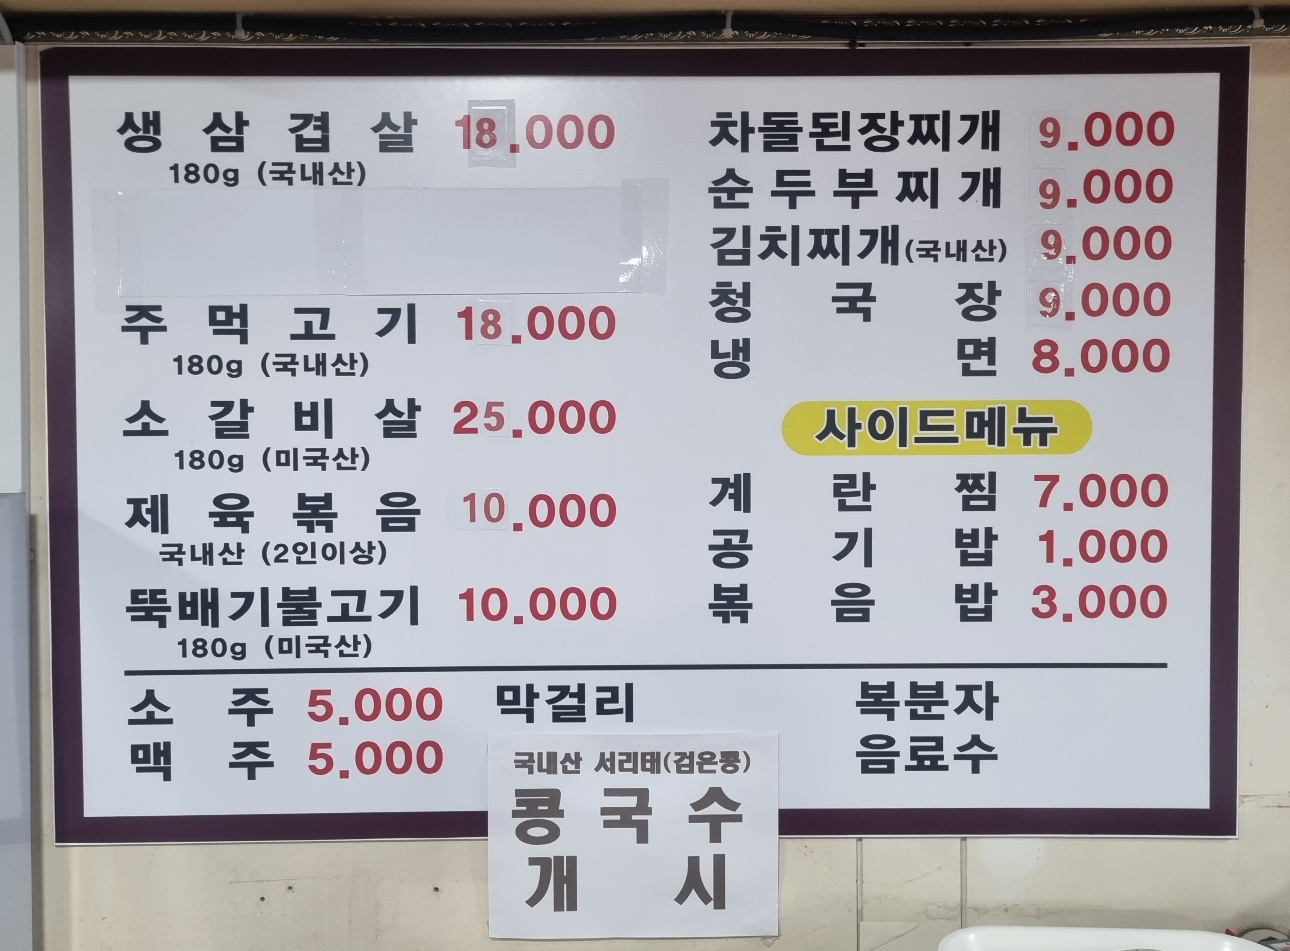 생삼겹살 18.000
180g (국내산)
주먹고기 18.000
180g (국내산)
소갈비살 25.000
180g (미국산)
제육볶음 10.000
국내산 (2인이상)
뚝배기불고기 10.000
180g (미국산)
차돌된장찌개 9.000
순두부찌개 9.000
김치찌개(국내산) 9.000
청국장 9.000
냉면 8.000
사이드메뉴
계란찜 7.000
공기밥 1.000
볶음밥 3.000
소주 5.000 막걸리 복분자
맥주 5.000 음료수
국내산 서리태(검은콩)
콩국수
개시